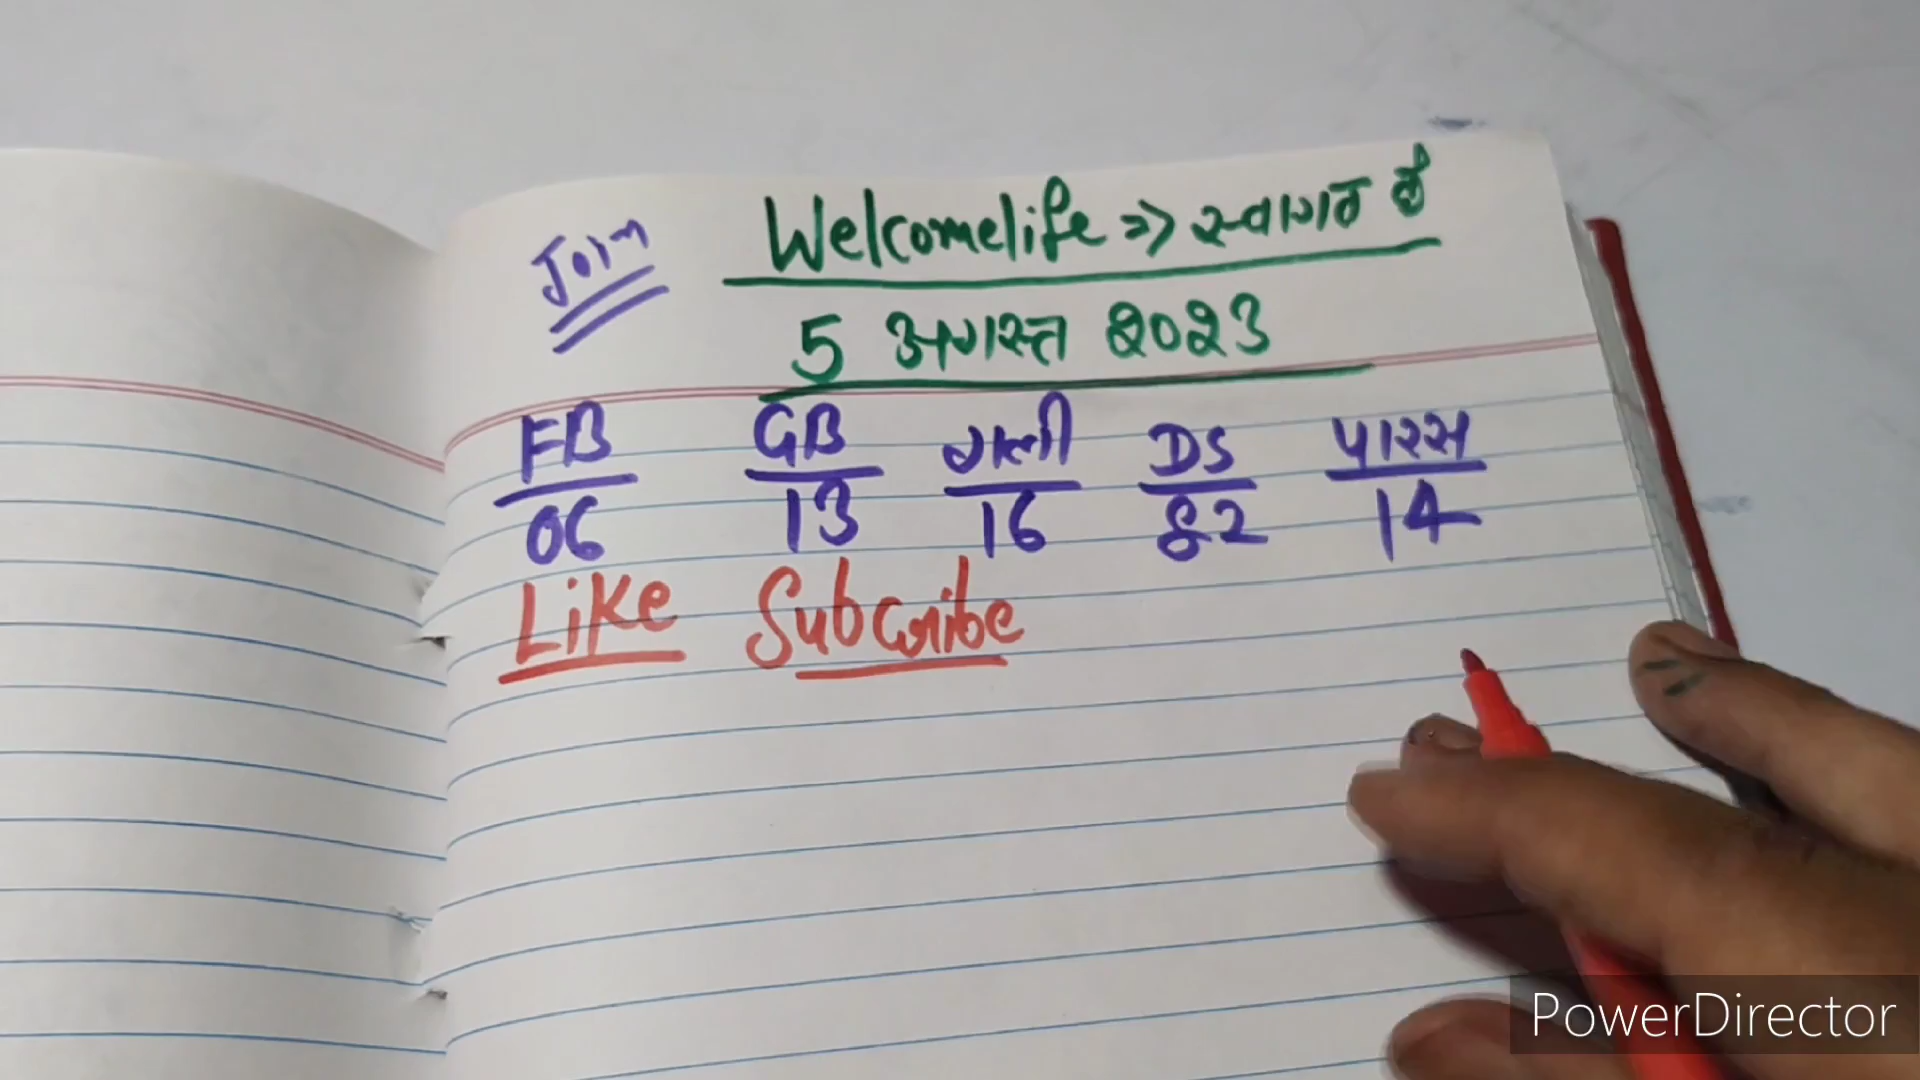 Join
Welcomelife => स्वागत है
5 अगस्त 2023
FB GB गली DS पारस
06 13 16 82 14
Like Subcribe
PowerDirector